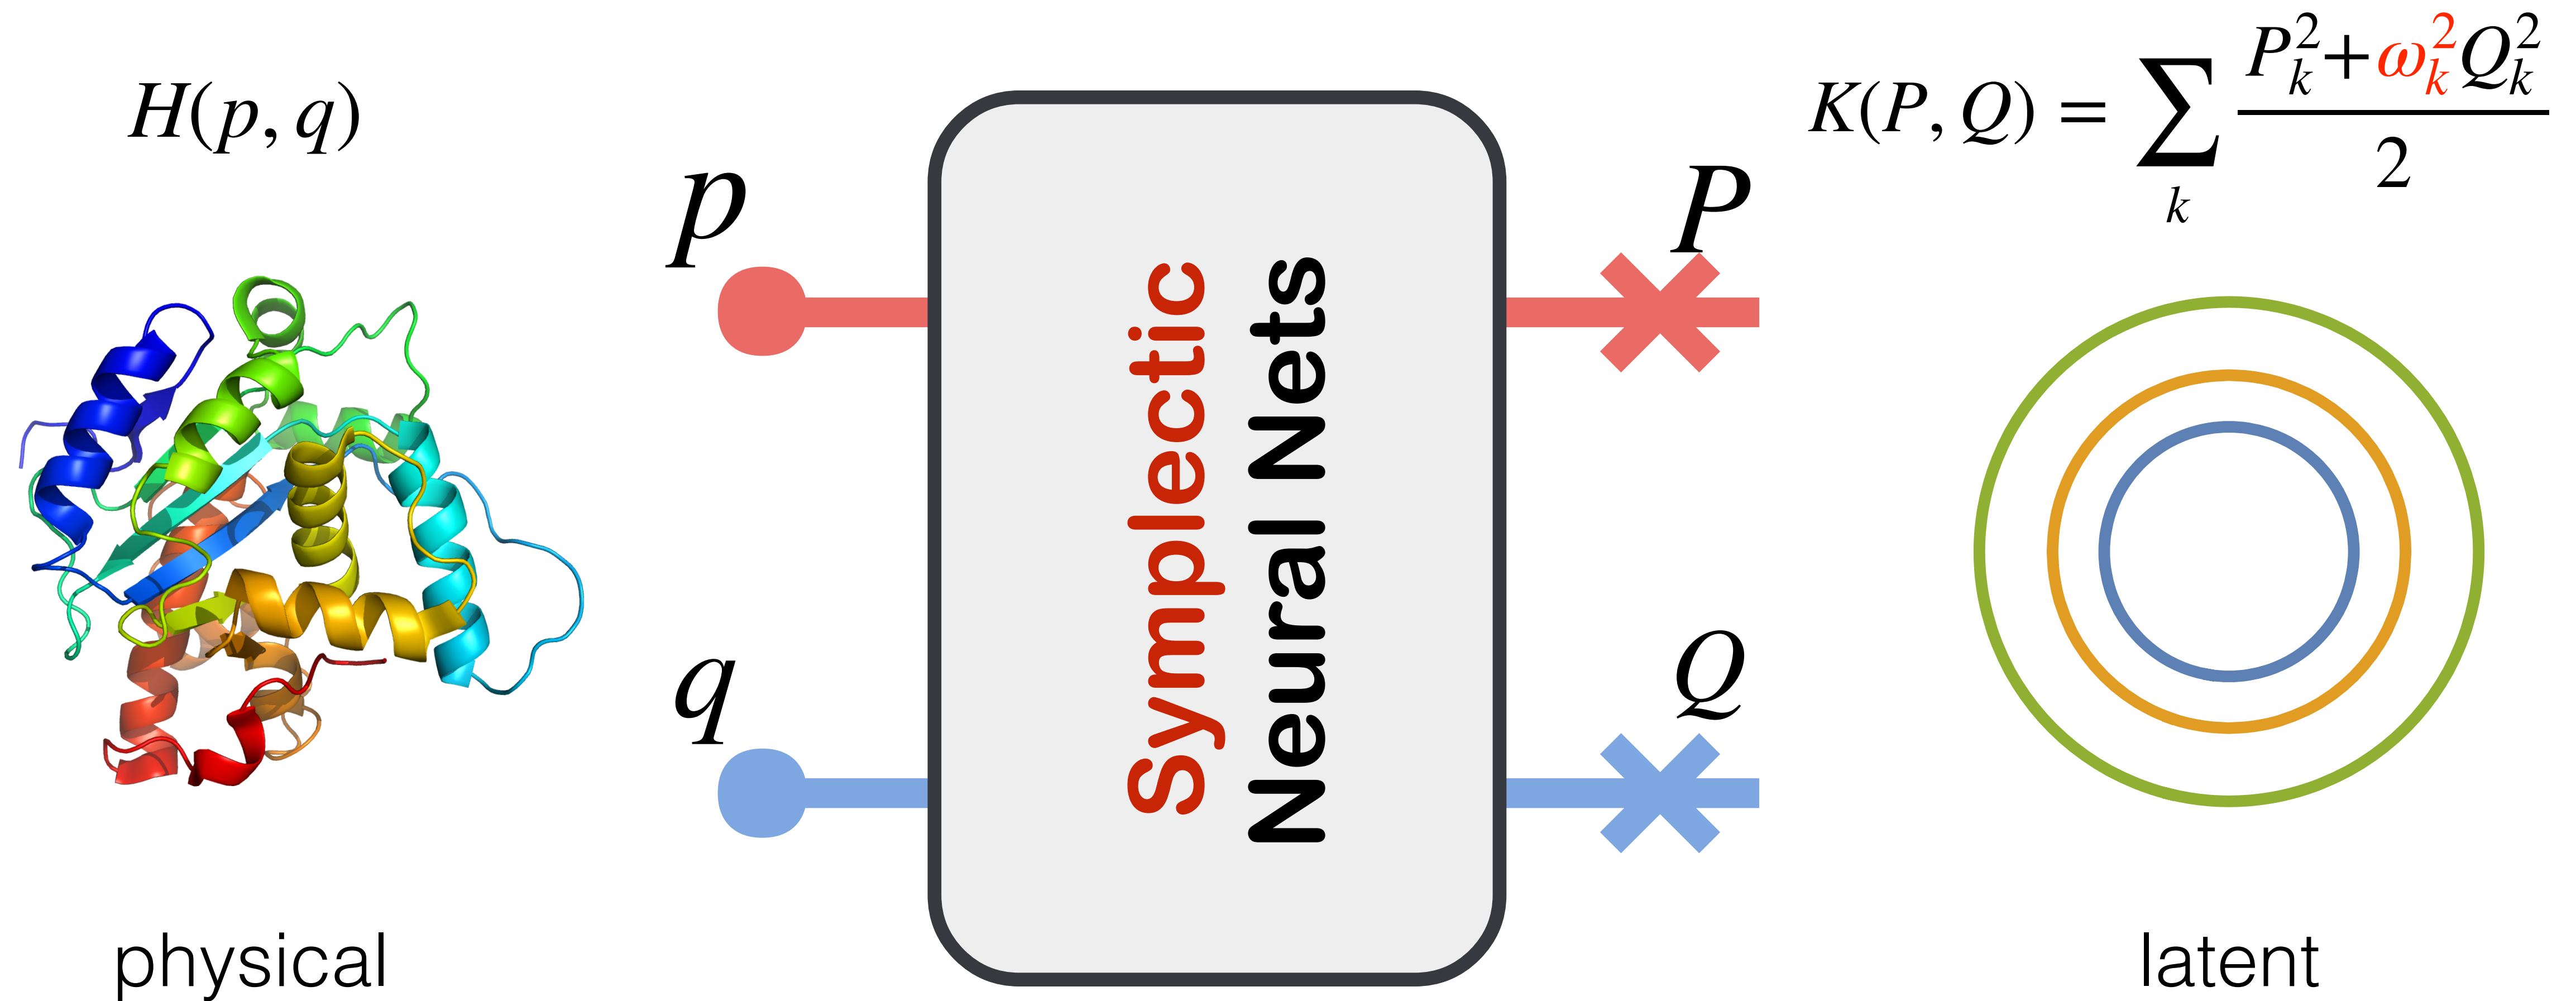 H(p, q)
K(P, Q) = ∑_k (P_k^2 + ω_k^2 Q_k^2) / 2
p
P
Symplectic
Neural Nets
q
Q
physical
latent